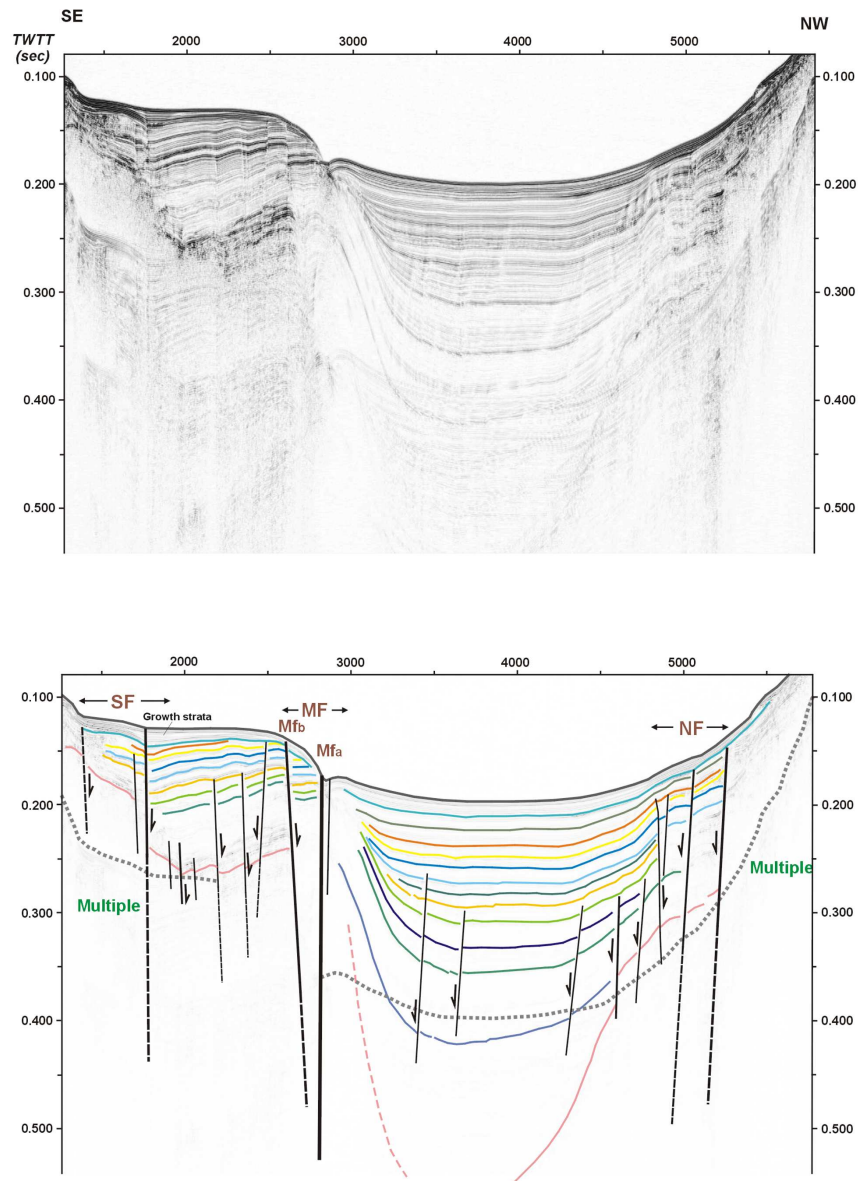 SE
NW
TWTT
(sec)
2000 3000 4000 5000
0.100 0.100
0.200 0.200
0.300 0.300
0.400 0.400
0.500 0.500
2000 3000 4000 5000
0.100 0.100
SF MF NF
Growth strata
Mfb
Mfa
0.200 0.200
Multiple Multiple
0.300 0.300
0.400 0.400
0.500 0.500